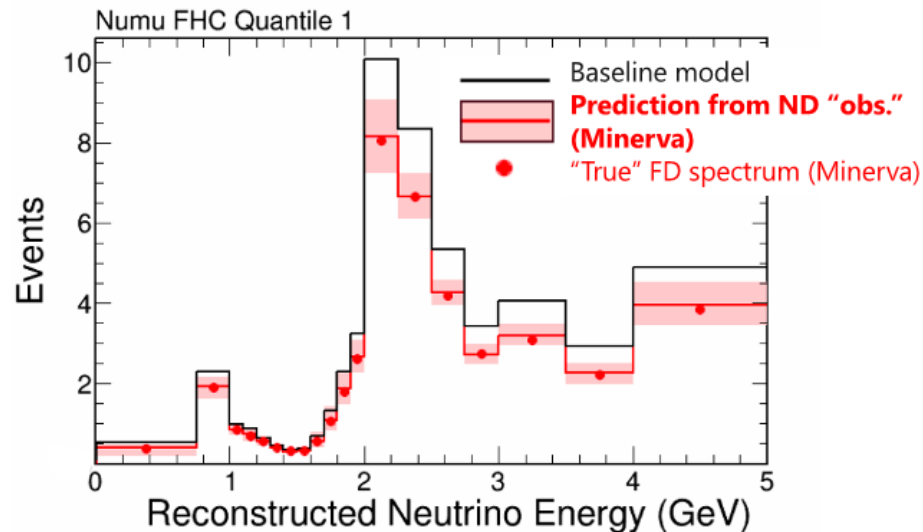 Numu FHC Quantile 1
10
8
6
4
2
Events
Baseline model
Prediction from ND “obs.”
(Minerva)
“True” FD spectrum (Minerva)
0 1 2 3 4 5
Reconstructed Neutrino Energy (GeV)